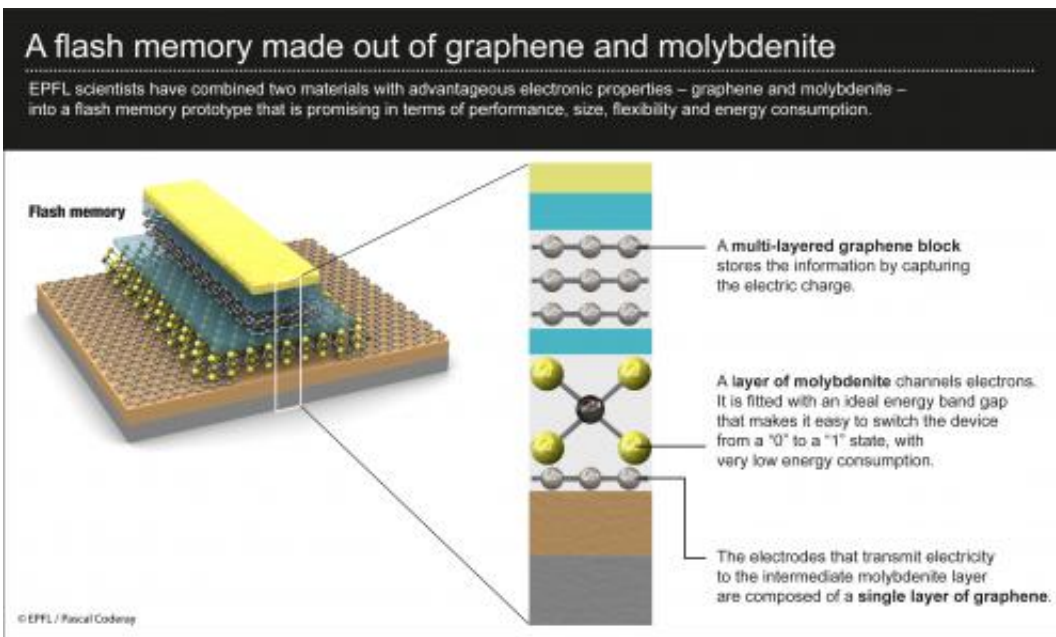 A flash memory made out of graphene and molybdenite
EPFL scientists have combined two materials with advantageous electronic properties – graphene and molybdenite –
into a flash memory prototype that is promising in terms of performance, size, flexibility and energy consumption.
Flash memory
A multi-layered graphene block
stores the information by capturing
the electric charge.
A layer of molybdenite channels electrons.
It is fitted with an ideal energy band gap
that makes it easy to switch the device
from a "0" to a "1" state, with
very low energy consumption.
The electrodes that transmit electricity
to the intermediate molybdenite layer
are composed of a single layer of graphene.
© EPFL / Pascal Coderay